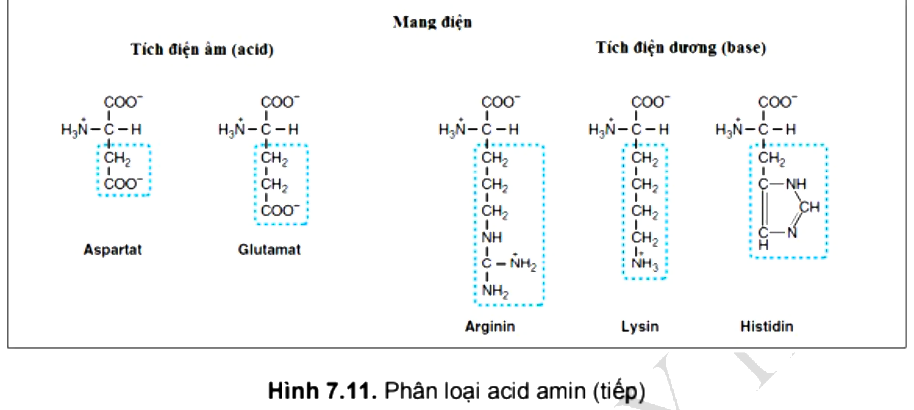 Mang điện
Tích điện âm (acid)
Tích điện dương (base)
COO⁻ COO⁻ COO⁻ COO⁻ COO⁻
H₃N⁺–C–H H₃N⁺–C–H H₃N⁺–C–H H₃N⁺–C–H H₃N⁺–C–H
CH₂ CH₂ CH₂ CH₂ CH₂
COO⁻ CH₂ CH₂ CH₂ C–NH
CH
COO⁻ CH₂ CH₂ C–N
H
NH CH₂
C–NH₂⁺ NH₃⁺
NH₂
Aspartat Glutamat
Arginin Lysin Histidin
Hình 7.11. Phân loại acid amin (tiếp)